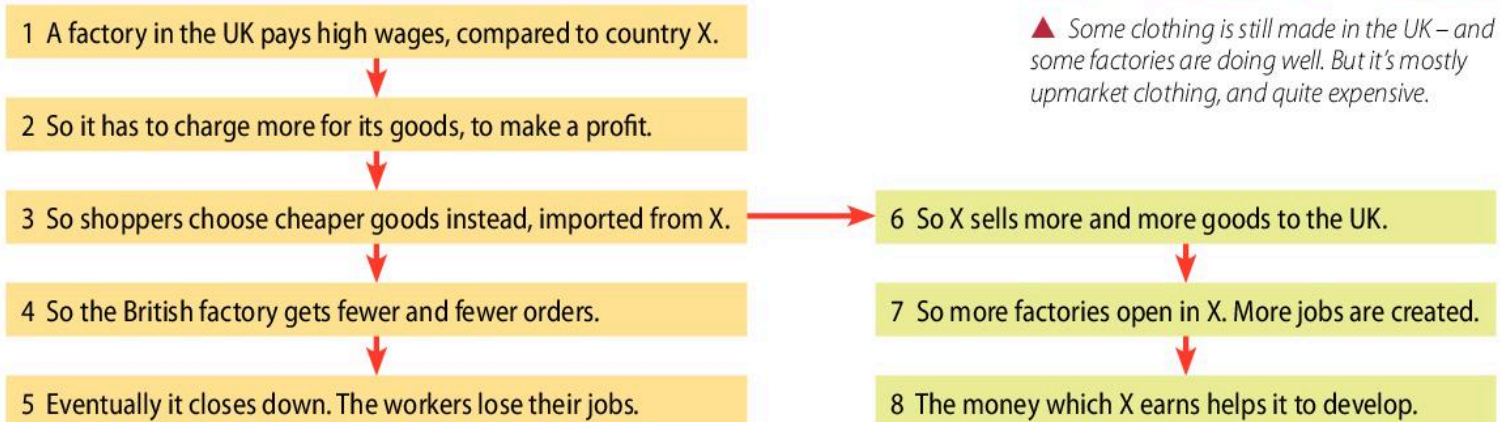 1 A factory in the UK pays high wages, compared to country X.
2 So it has to charge more for its goods, to make a profit.
3 So shoppers choose cheaper goods instead, imported from X.
4 So the British factory gets fewer and fewer orders.
5 Eventually it closes down. The workers lose their jobs.
▲ Some clothing is still made in the UK – and
some factories are doing well. But it's mostly
upmarket clothing, and quite expensive.
6 So X sells more and more goods to the UK.
7 So more factories open in X. More jobs are created.
8 The money which X earns helps it to develop.